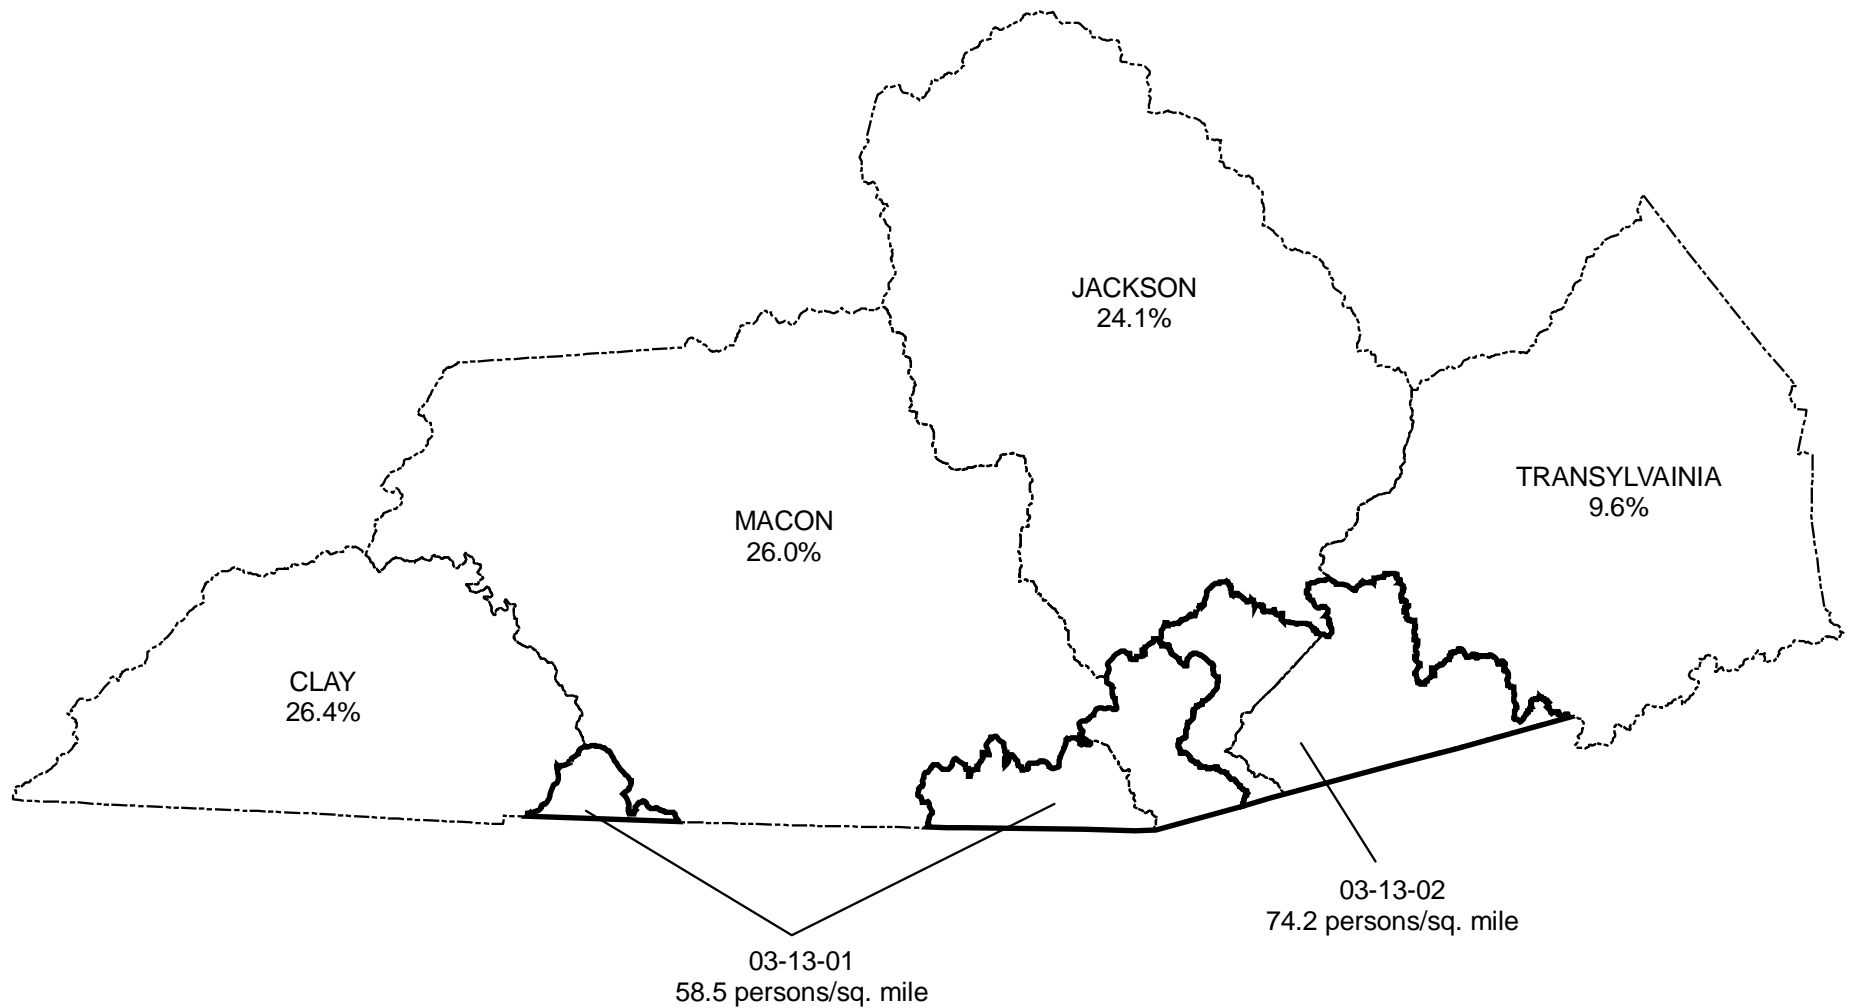 JACKSON
24.1%
TRANSYLVAINIA
9.6%
MACON
26.0%
CLAY
26.4%
03-13-02
74.2 persons/sq. mile
03-13-01
58.5 persons/sq. mile